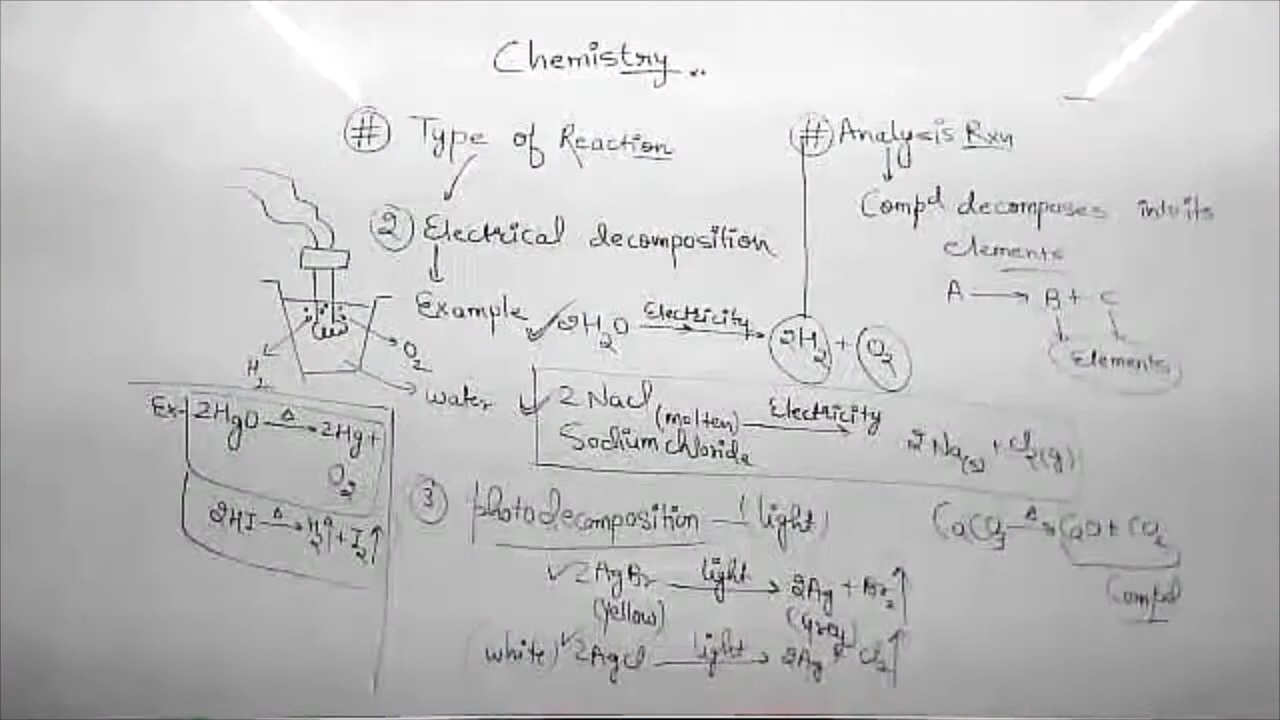 Chemistry
# Type of Reaction
2 Electrical decomposition
Example 2H₂O Electricity → 2H₂ + O₂
H₂
O₂
water
2 Nacl (molten) Electricity → 2Na(s) + Cl₂(g)
Sodium chloride
Ex- 2HgO Δ → 2Hg +
O₂
2HI Δ → H₂↑ + I₂↑
3 photodecomposition — (light)
2AgBr light → 2Ag + Br₂↑
(yellow) (gray)
(white) 2AgCl light → 2Ag + Cl₂↑
# Analysis Rxn
Compd decomposes into its
elements
A → B + C
Elements
CaCO₃ Δ → CaO + CO₂
Compd